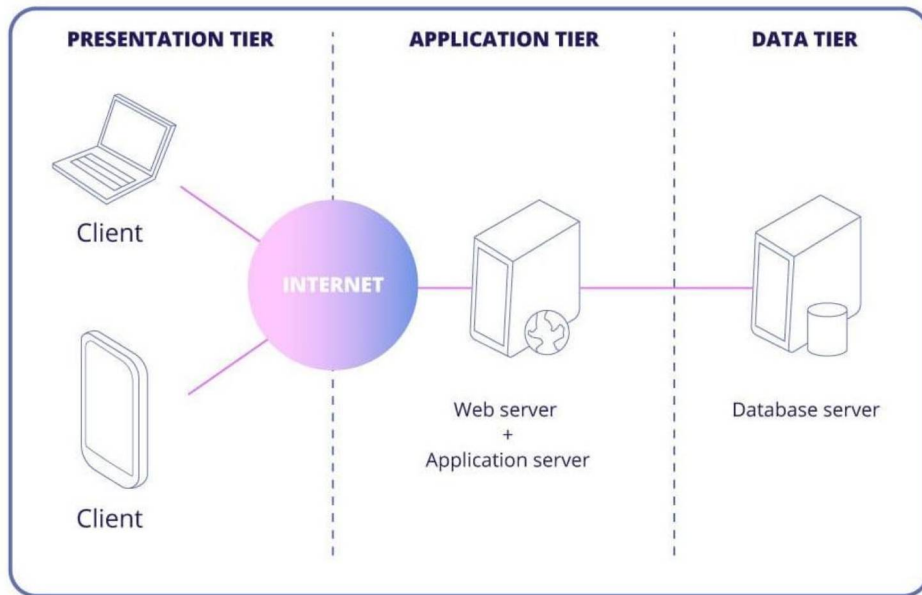 PRESENTATION TIER
APPLICATION TIER
DATA TIER
Client
INTERNET
Client
Web server
+
Application server
Database server